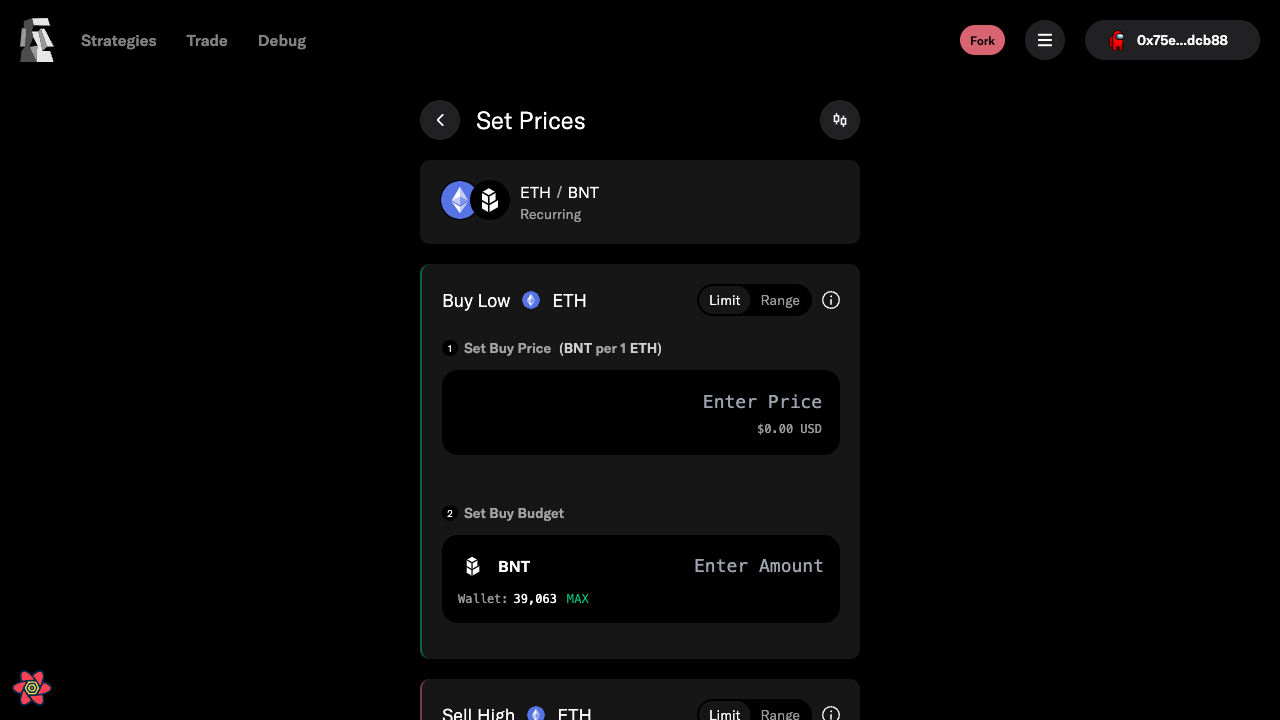 Strategies Trade Debug Fork 0x75e...dcb88
Set Prices
ETH / BNT
Recurring
Buy Low ETH Limit Range
1 Set Buy Price (BNT per 1 ETH)
Enter Price
$0.00 USD
2 Set Buy Budget
BNT Enter Amount
Wallet: 39,063 MAX
Sell High ETH Limit Range